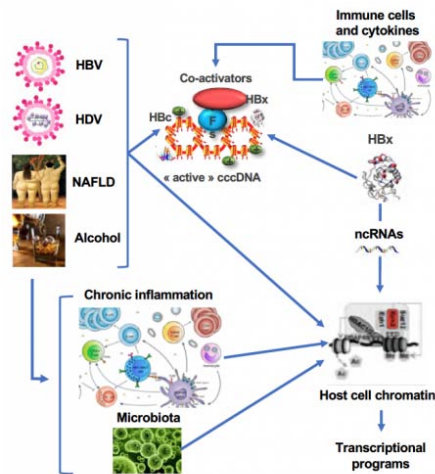 Immune cells
and cytokines
HBV
Co-activators
HBx
HBc
F
s
HDV
HBx
« active » cccDNA
NAFLD
ncRNAs
Alcohol
Chronic inflammation
Microbiota
Host cell chromatin
Transcriptional
programs